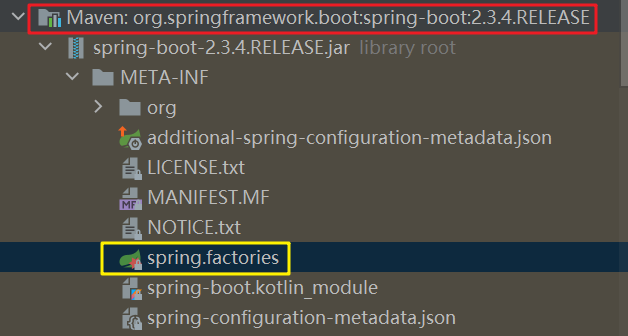 Maven: org.springframework.boot:spring-boot:2.3.4.RELEASE
spring-boot-2.3.4.RELEASE.jar library root
META-INF
org
additional-spring-configuration-metadata.json
LICENSE.txt
MF MANIFEST.MF
NOTICE.txt
spring.factories
spring-boot.kotlin_module
spring-configuration-metadata.json